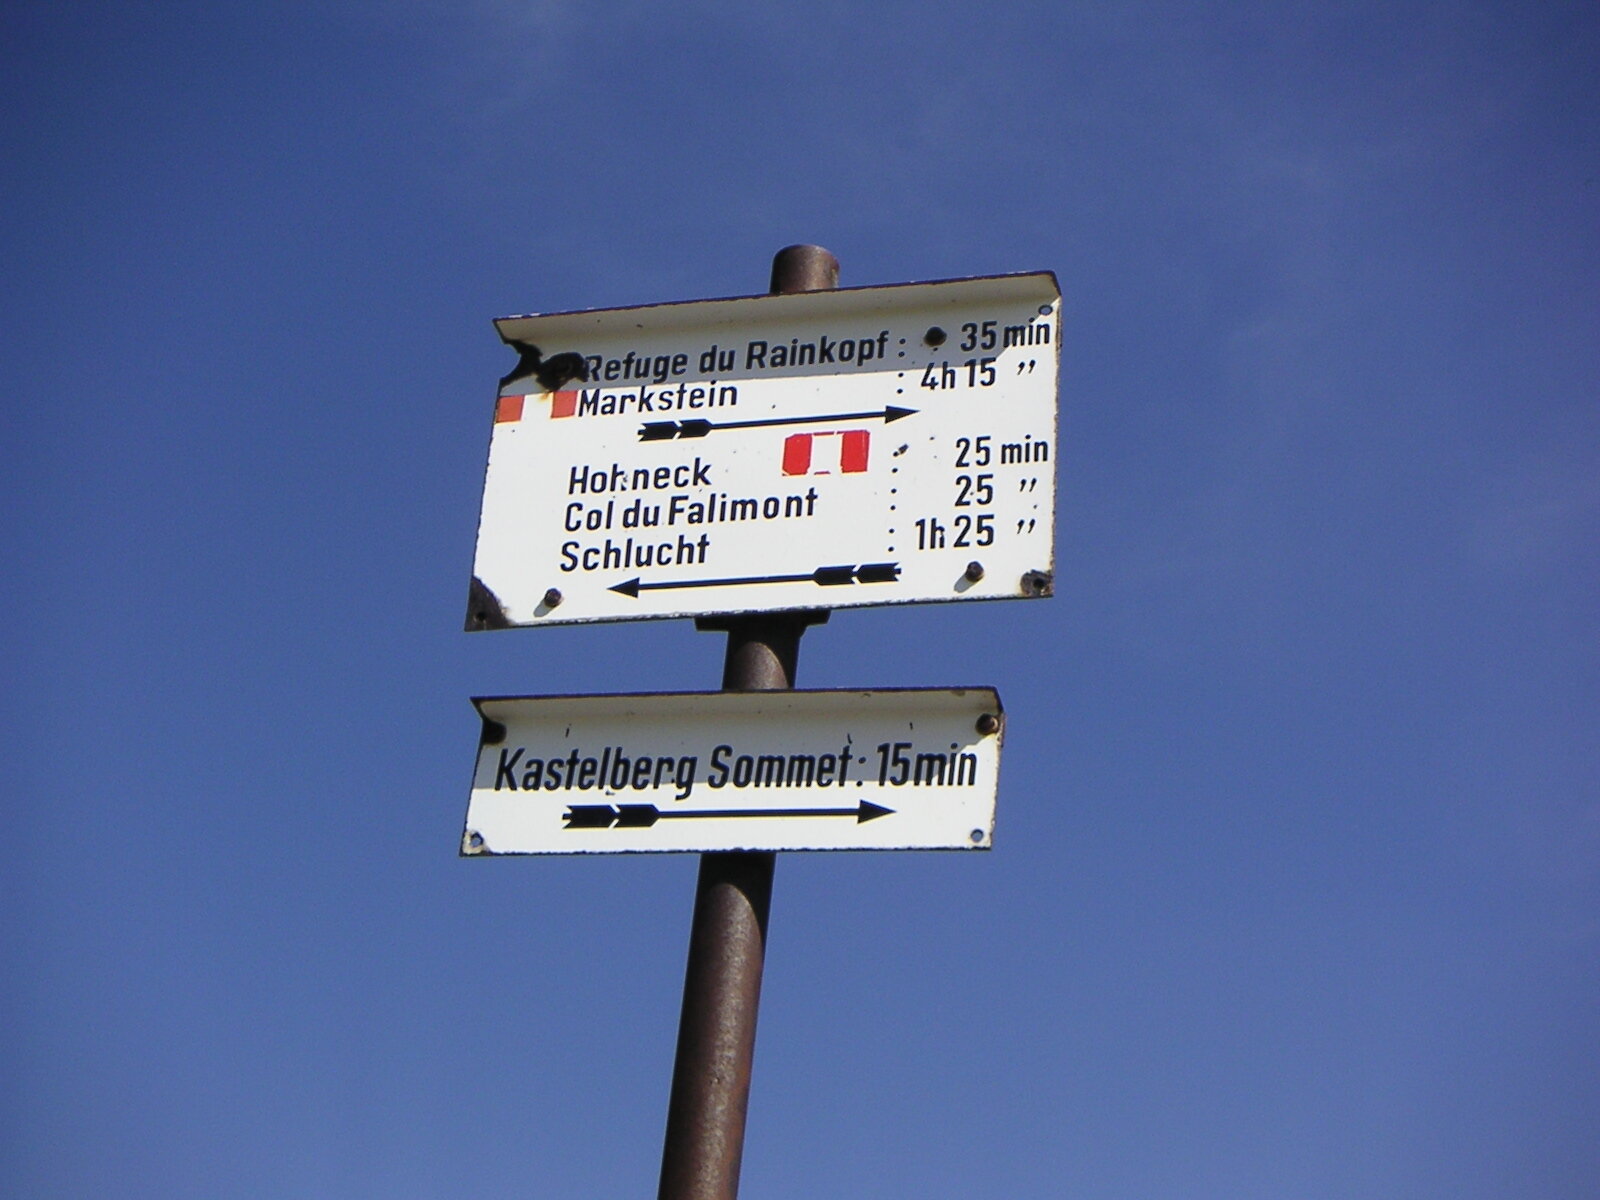 Refuge du Rainkopf : 35 min
Markstein : 4h 15 ”
Hohneck : 25 min
Col du Falimont : 25 ”
Schlucht : 1h 25 ”
Kastelberg Sommet : 15min